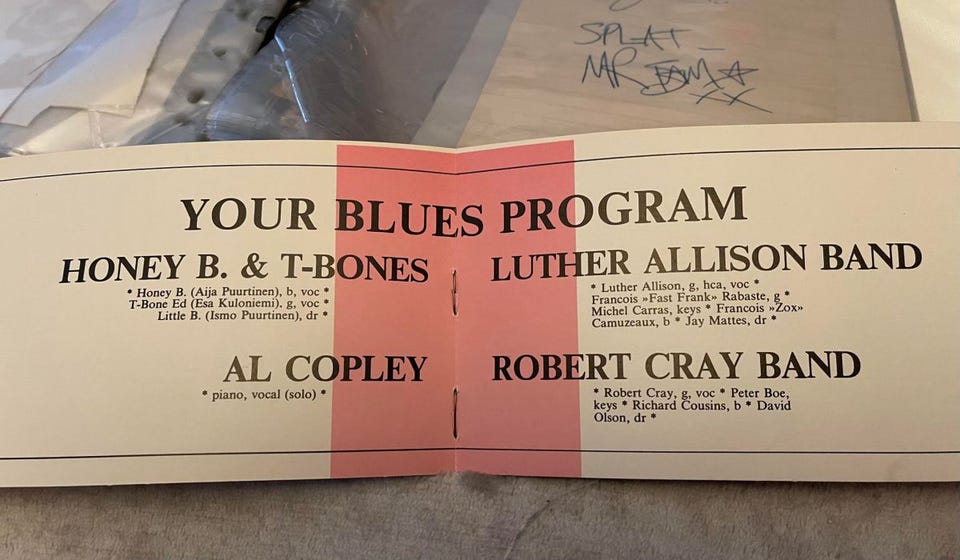 SPLAT_
MR
XX
YOUR BLUES PROGRAM
HONEY B. & T-BONES
* Honey B. (Aija Puurtinen), b, voc *
T-Bone Ed (Esa Kuloniemi), g, voc *
Little B. (Ismo Puurtinen), dr *
AL COPLEY
* piano, vocal (solo) *
LUTHER ALLISON BAND
* Luther Allison, g, hca, voc *
Francois »Fast Frank» Rabaste, g *
Michel Carras, keys * Francois »Zox»
Camuzeaux, b * Jay Mattes, dr *
ROBERT CRAY BAND
* Robert Cray, g, voc * Peter Boe,
keys * Richard Cousins, b * David
Olson, dr *